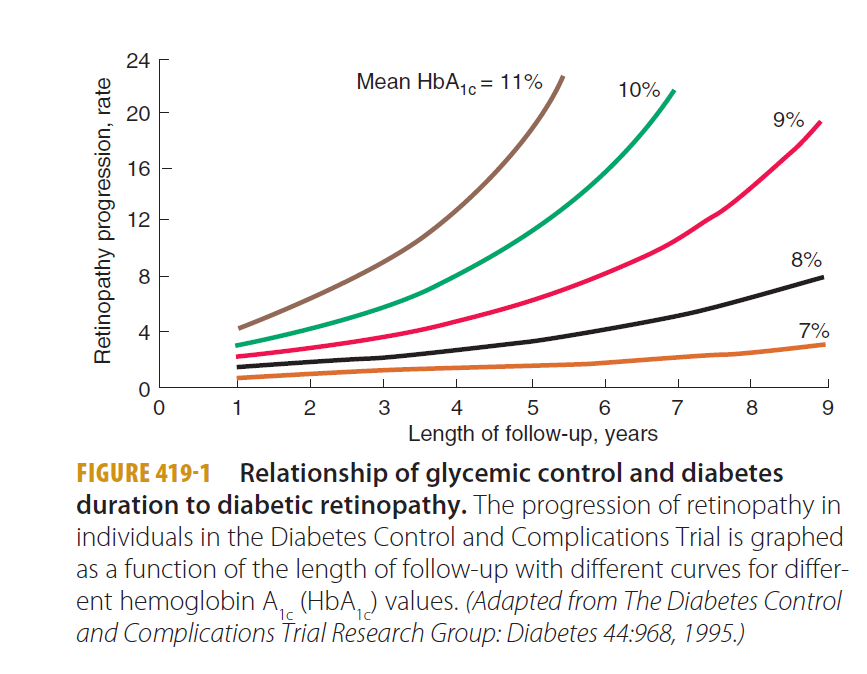 24
Mean HbA1c = 11%
10%
20
9%
16
12
8%
8
7%
4
0
Retinopathy progression, rate
0 1 2 3 4 5 6 7 8 9
Length of follow-up, years
FIGURE 419-1 Relationship of glycemic control and diabetes
duration to diabetic retinopathy. The progression of retinopathy in
individuals in the Diabetes Control and Complications Trial is graphed
as a function of the length of follow-up with different curves for differ-
ent hemoglobin A1c (HbA1c) values. (Adapted from The Diabetes Control
and Complications Trial Research Group: Diabetes 44:968, 1995.)